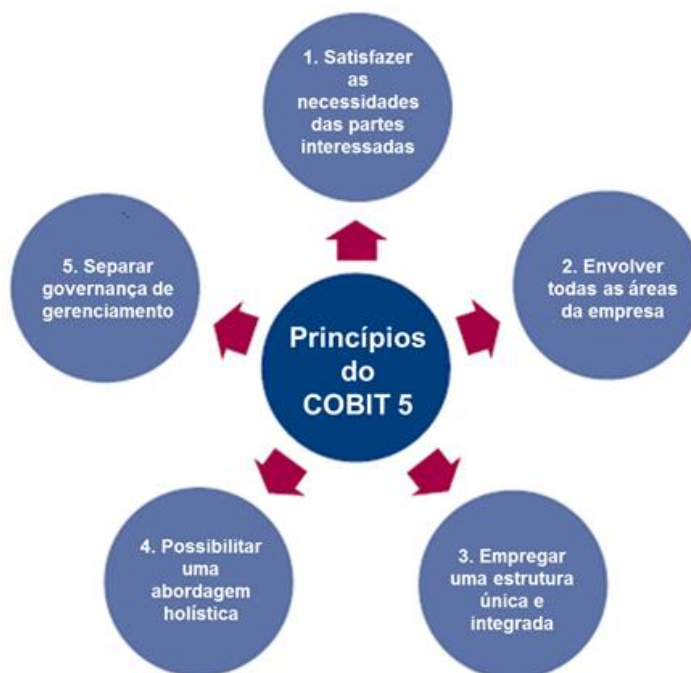 1. Satisfazer
as
necessidades
das partes
interessadas
2. Envolver
todas as áreas
da empresa
5. Separar
governança de
gerenciamento
Princípios
do
COBIT 5
4. Possibilitar
uma
abordagem
holística
3. Empregar
uma estrutura
única e
integrada